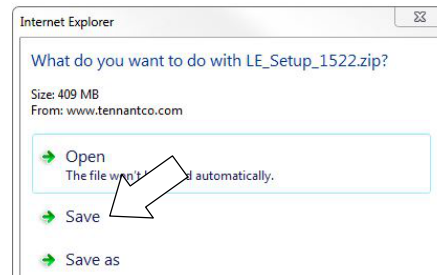 Internet Explorer
What do you want to do with LE_Setup_1522.zip?
Size: 409 MB
From: www.tennantco.com
Open
The file won't d automatically.
Save
Save as